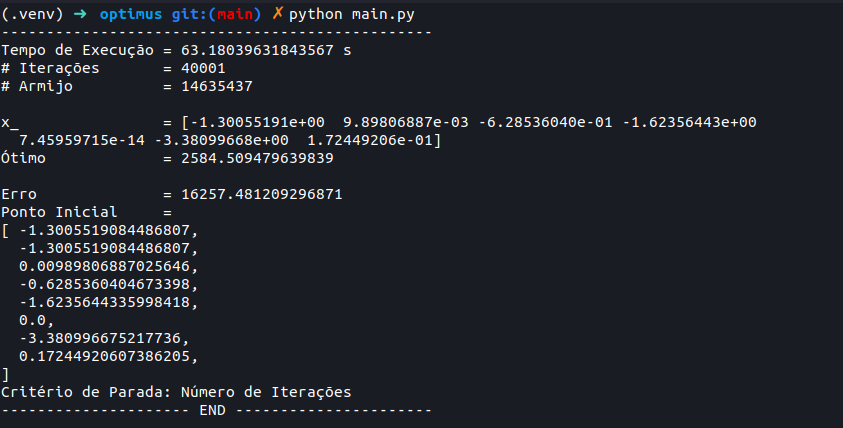 (.venv) ➜ optimus git:(main) ✗ python main.py
------------------------------------------------
Tempo de Execução = 63.18039631843567 s
# Iterações       = 40001
# Armijo          = 14635437
x_                = [-1.30055191e+00  9.89806887e-03 -6.28536040e-01 -1.62356443e+00
  7.45959715e-14 -3.38099668e+00  1.72449206e-01]
Ótimo             = 2584.509479639839
Erro              = 16257.481209296871
Ponto Inicial     =
[ -1.3005519084486807,
  -1.3005519084486807,
  0.00989806887025646,
  -0.6285360404673398,
  -1.6235644335998418,
  0.0,
  -3.380996675217736,
  0.17244920607386205,
]
Critério de Parada: Número de Iterações
--------------------- END ----------------------